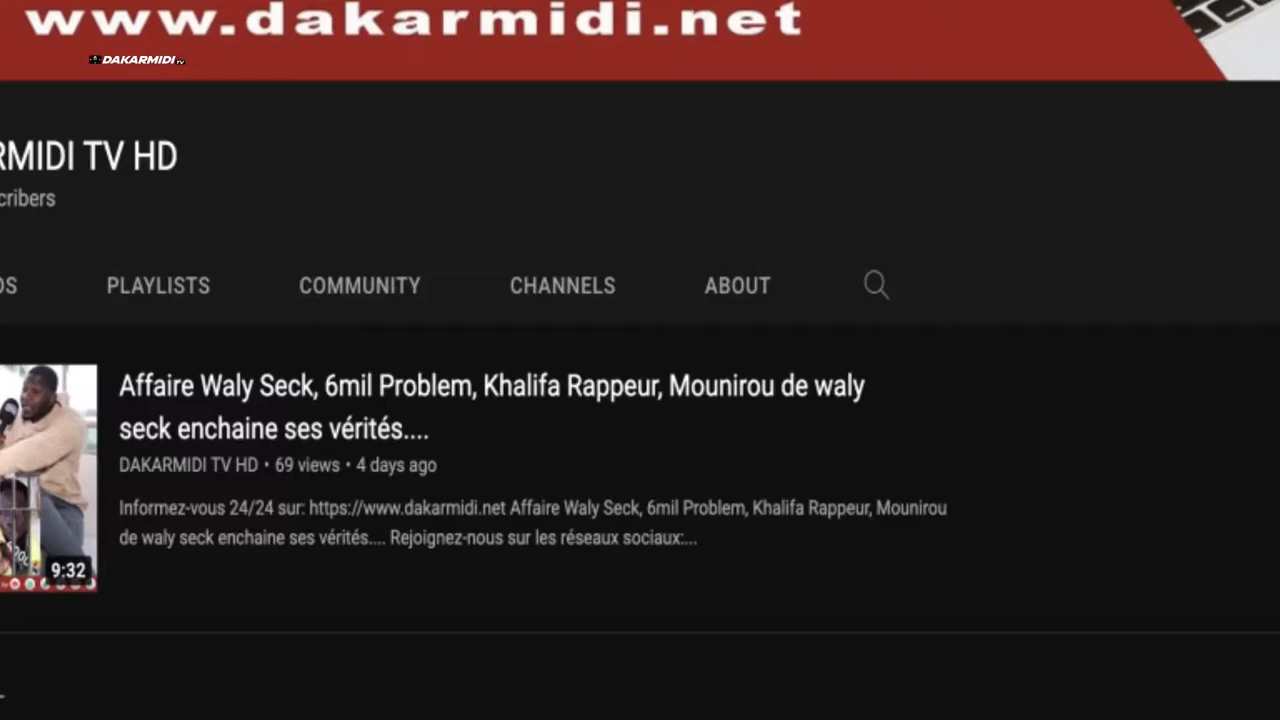 www.dakarmidi.net
DAKARMIDI TV
RMIDI TV HD
cribers
OS PLAYLISTS COMMUNITY CHANNELS ABOUT
Affaire Waly Seck, 6mil Problem, Khalifa Rappeur, Mounirou de waly
seck enchaine ses vérités....
DAKARMIDI TV HD • 69 views • 4 days ago
Informez-vous 24/24 sur: https://www.dakarmidi.net Affaire Waly Seck, 6mil Problem, Khalifa Rappeur, Mounirou
de waly seck enchaine ses vérités.... Rejoignez-nous sur les réseaux sociaux:...
9:32